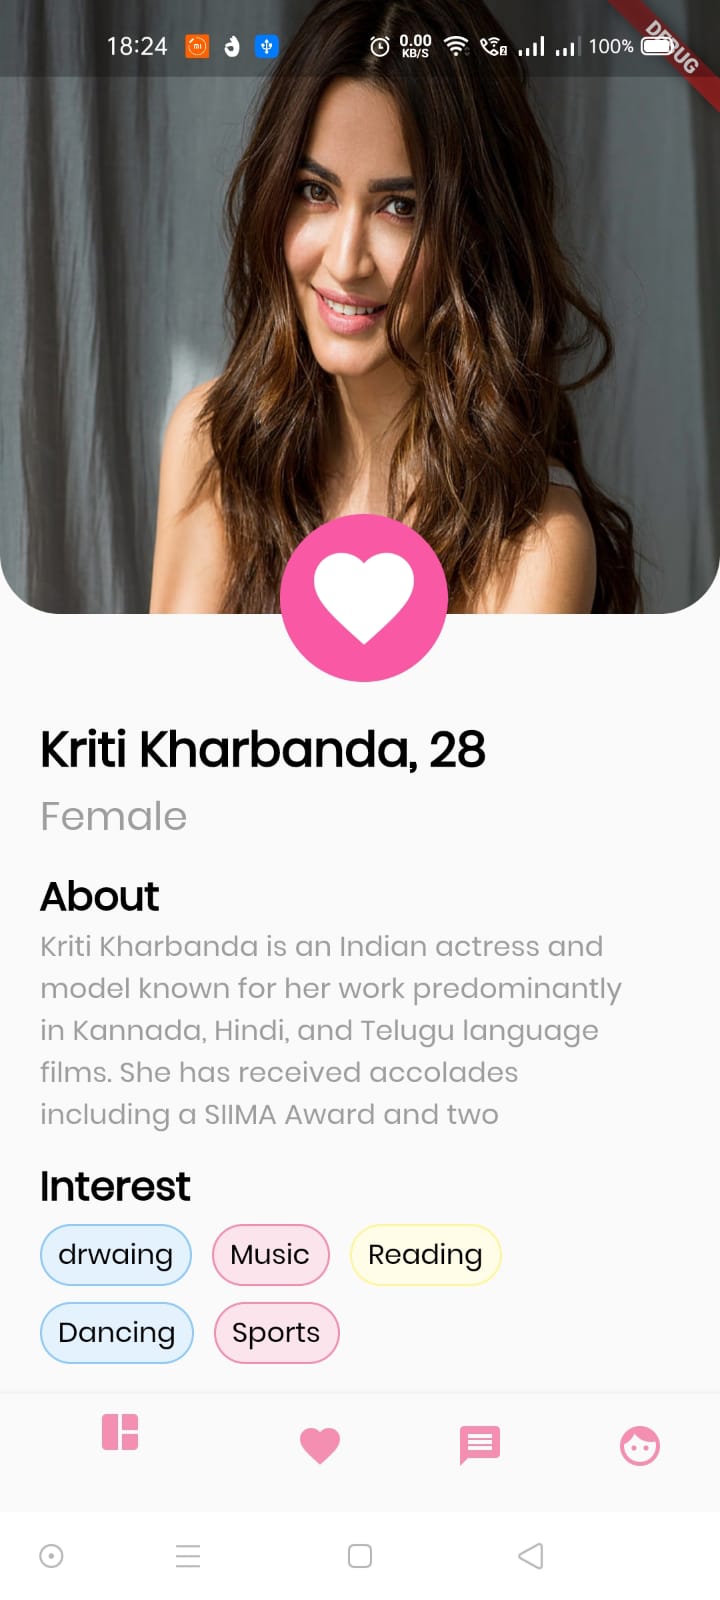 18:24
0.00
KB/S
100%
DEBUG
Kriti Kharbanda, 28
Female
About
Kriti Kharbanda is an Indian actress and
model known for her work predominantly
in Kannada, Hindi, and Telugu language
films. She has received accolades
including a SIIMA Award and two
Interest
drwaing Music Reading
Dancing Sports